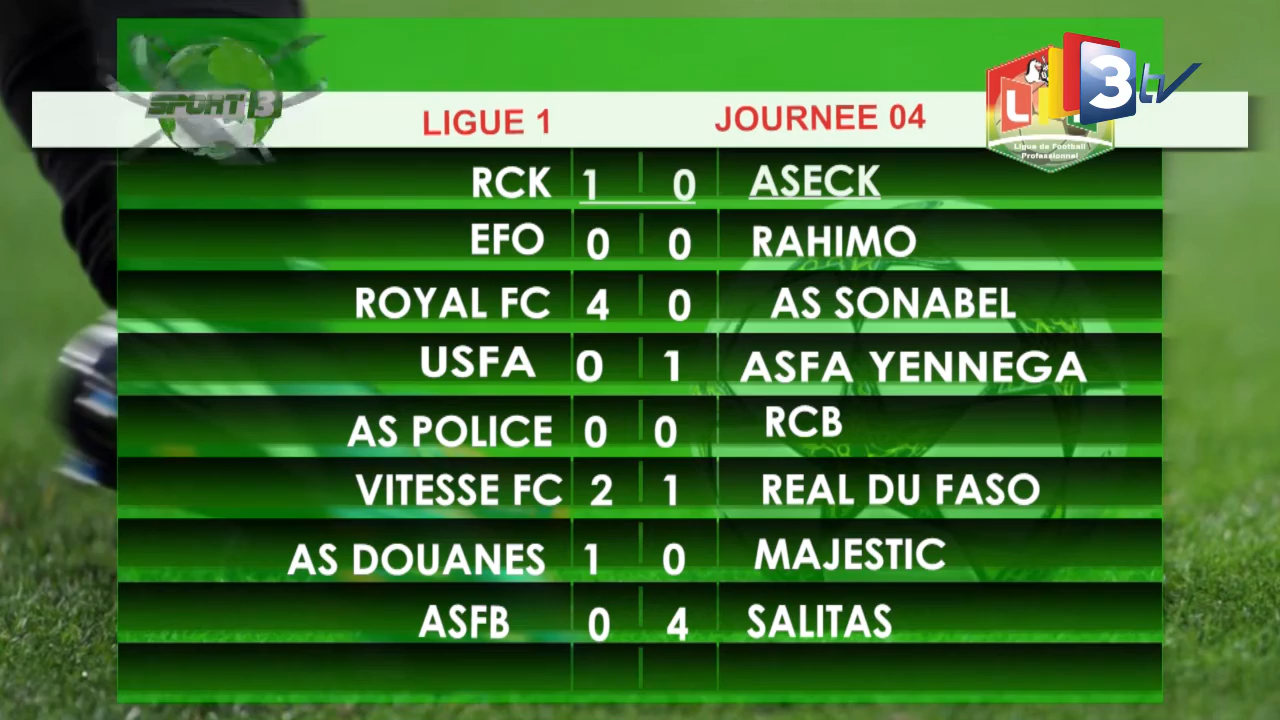 SPORT 3
LIGUE 1 JOURNEE 04
3tv
Ligue de Football
Professionnel
RCK 1 0 ASECK
EFO 0 0 RAHIMO
ROYAL FC 4 0 AS SONABEL
USFA 0 1 ASFA YENNEGA
AS POLICE 0 0 RCB
VITESSE FC 2 1 REAL DU FASO
AS DOUANES 1 0 MAJESTIC
ASFB 0 4 SALITAS